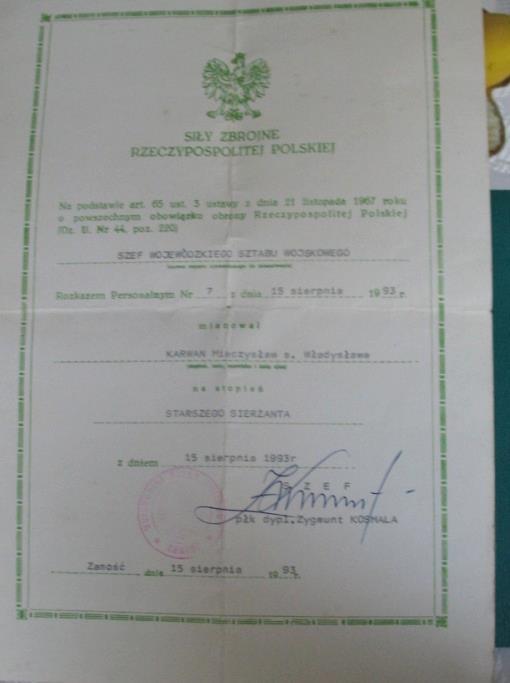 SIŁY ZBROJNE
RZECZYPOSPOLITEJ POLSKIEJ
Na podstawie art. 65 ust. 3 ustawy z dnia 21 listopada 1967 roku
o powszechnym obowiązku obrony Rzeczypospolitej Polskiej
(Dz. U. Nr 44, poz. 220)
SZEF WOJEWÓDZKIEGO SZTABU WOJSKOWEGO
Rozkazem Personalnym Nr 7 z dnia 15 sierpnia 1993 r.
mianował
KARWAN Mieczysław s. Władysława
na stopień
STARSZEGO SIERŻANTA
z dniem 15 sierpnia 1993r
SZEF
płk dypl. Zygmunt KOSMALA
Zamość dnia 15 sierpnia 1993 r.